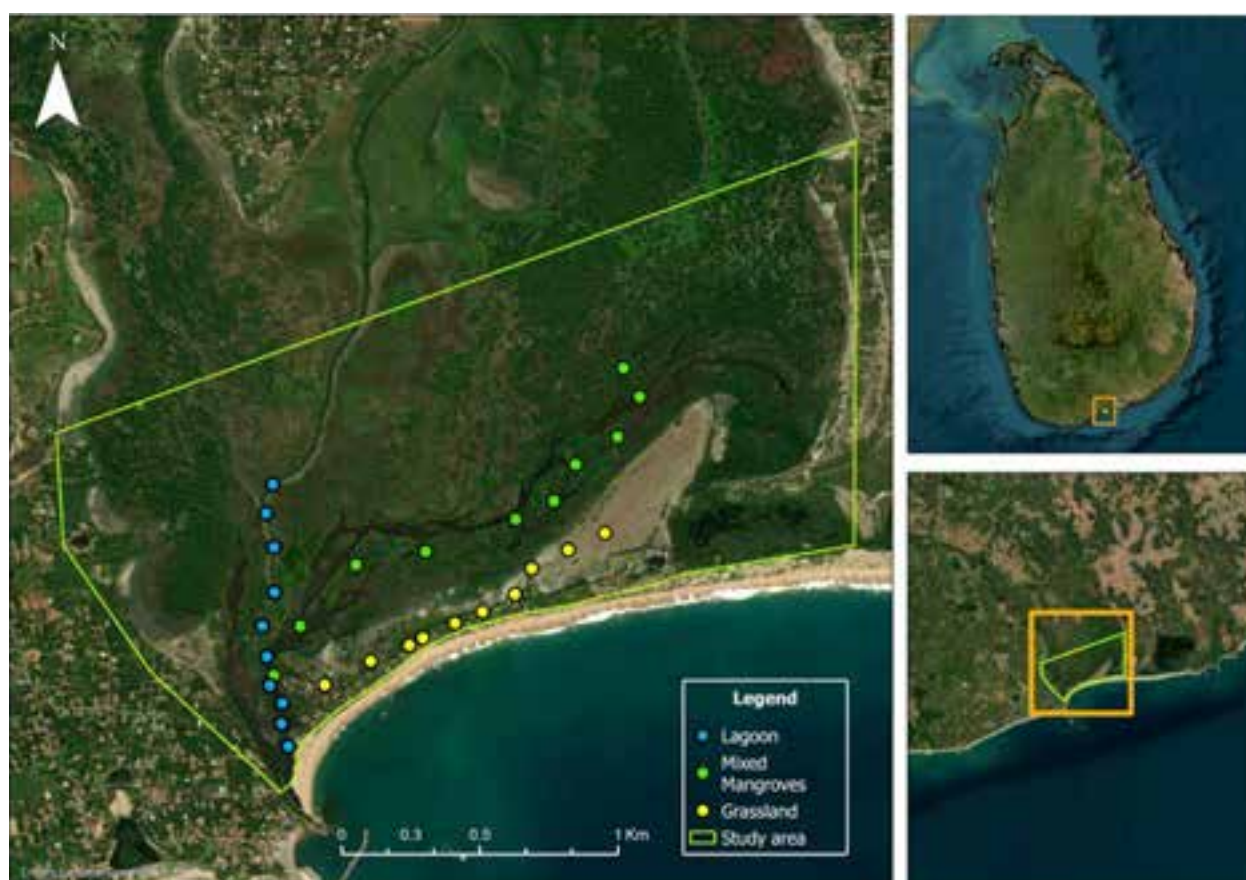 N
Legend
Lagoon
Mixed
Mangroves
Grassland
Study area
0 0.3 0.5 1 Km